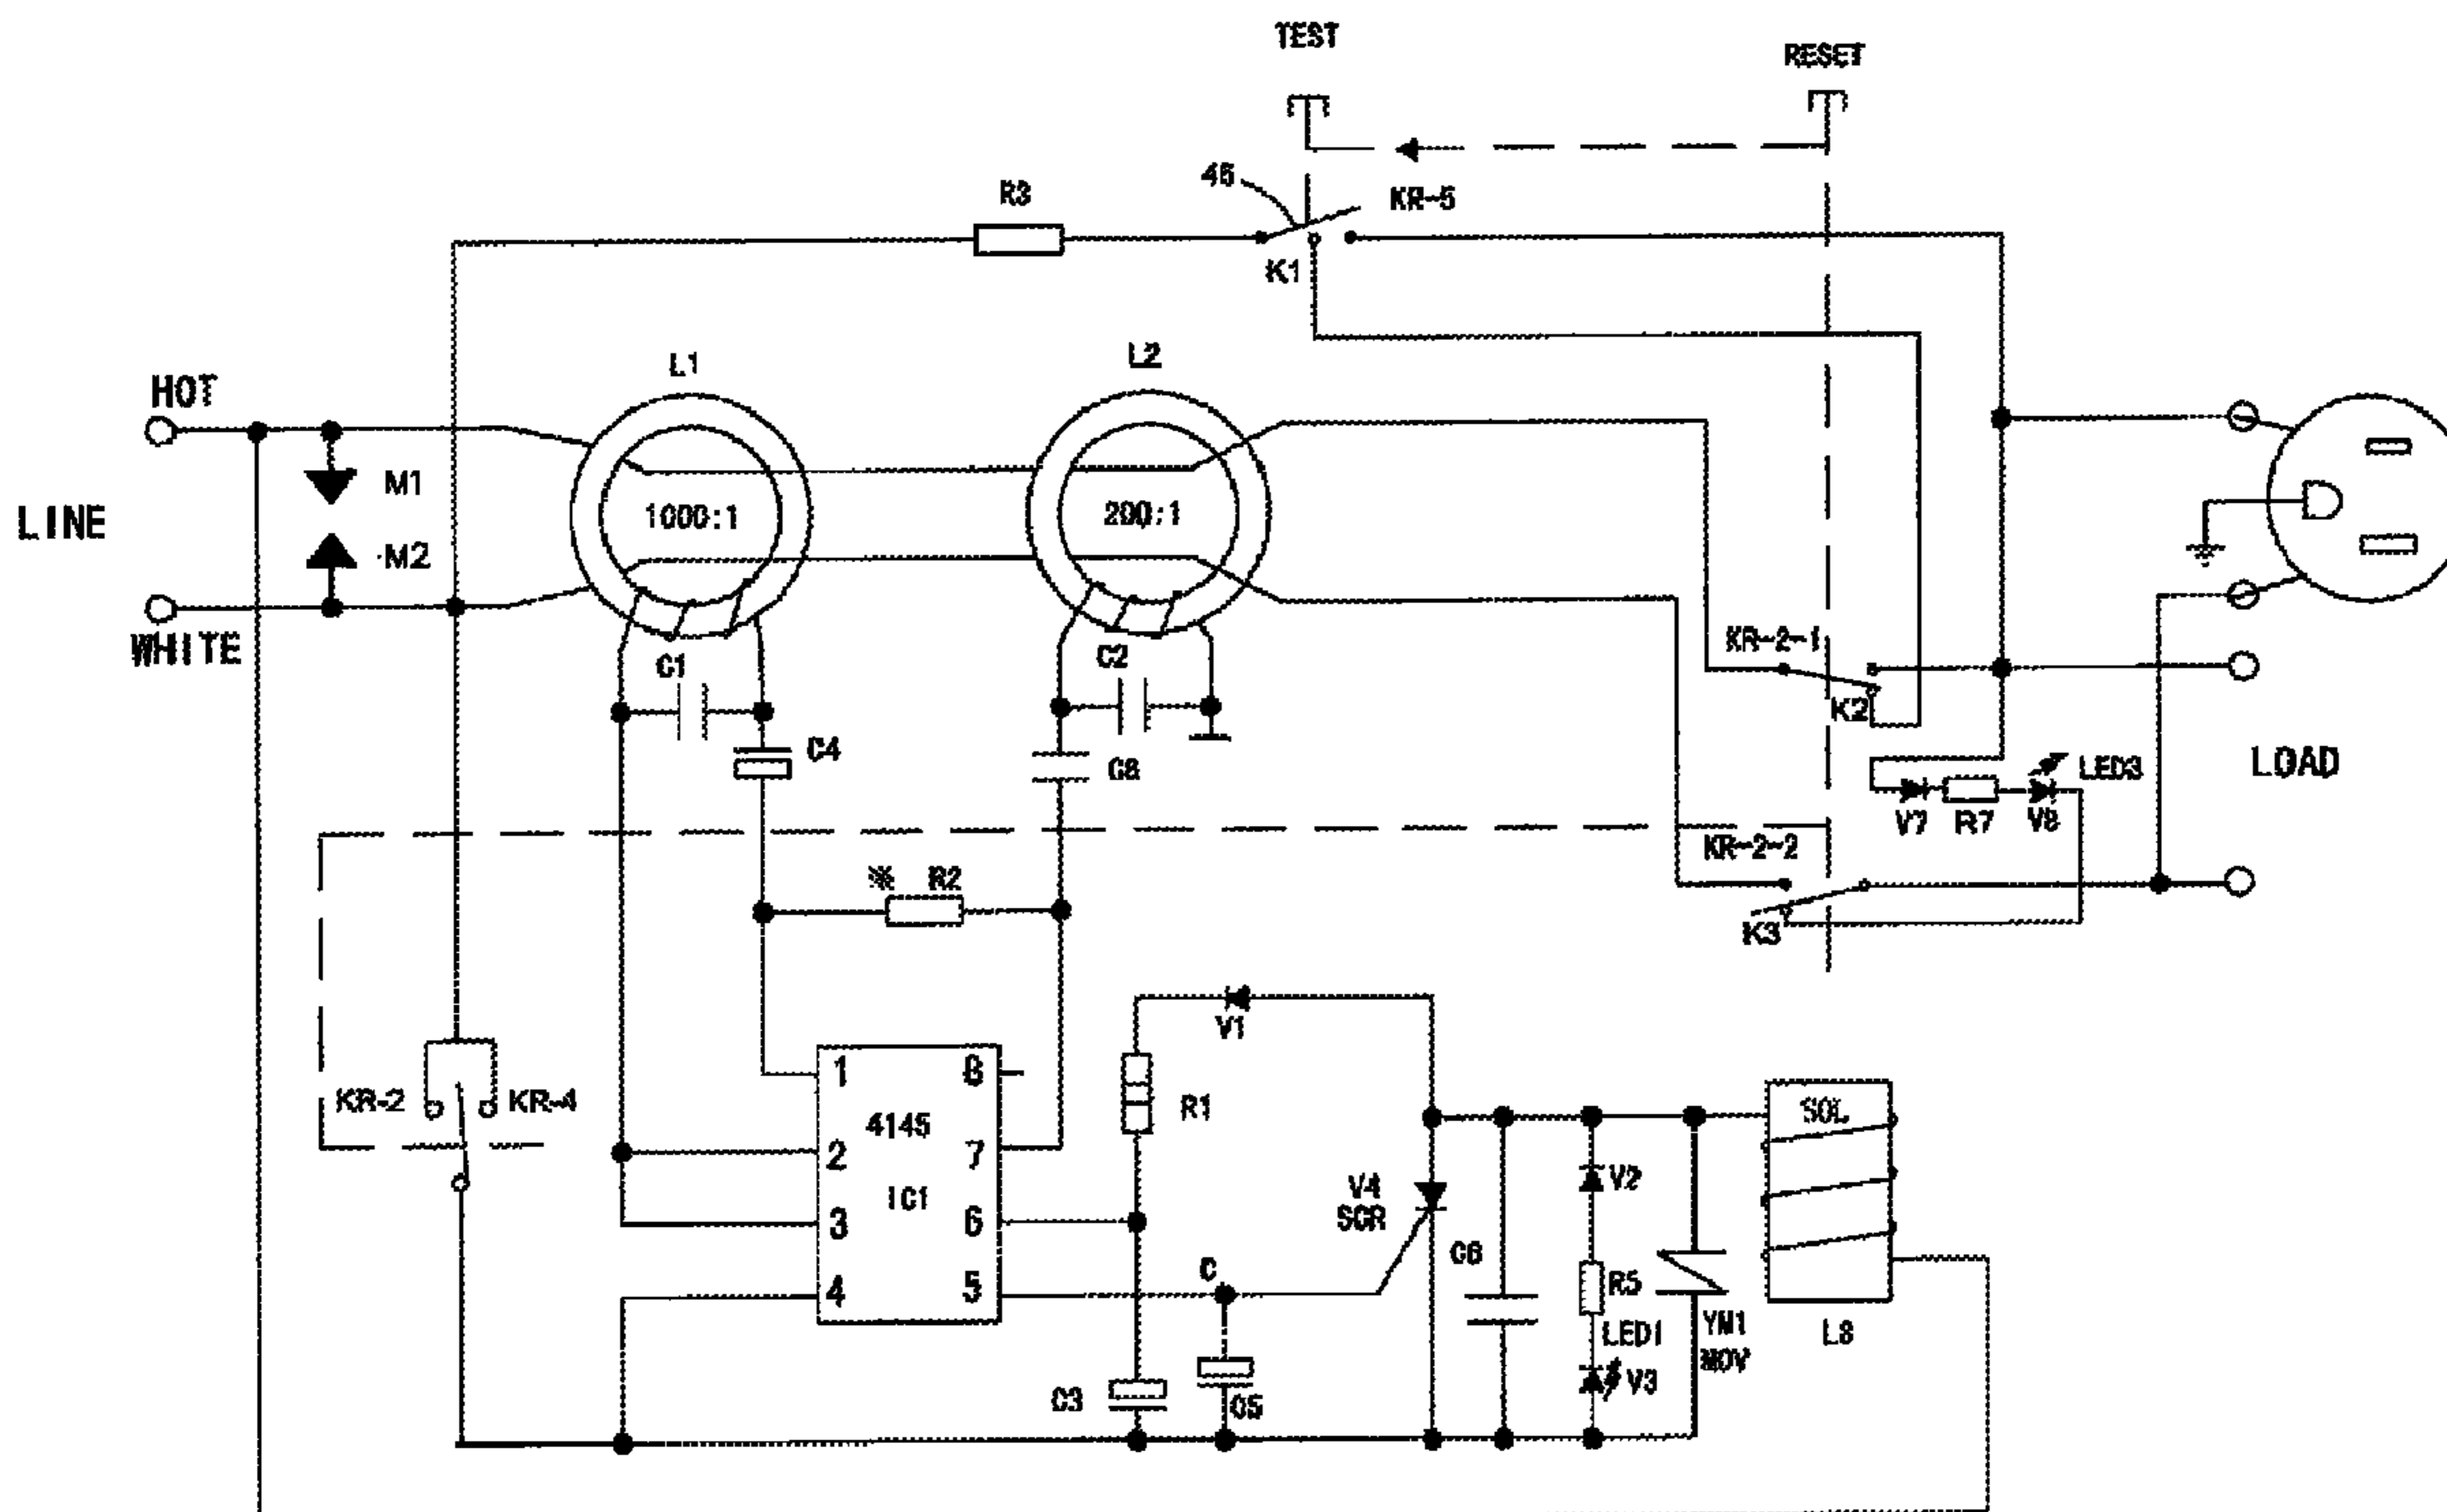 TEST
RESET
46
R3
KR-5
K1
L1
L2
HOT
M1
LINE
1000:1
200:1
M2
WHITE
KR-2-1
C1
C2
K2
C4
C8
LOAD
LED3
V7
R7
V8
KR-2-2
※ R2
K3
V1
1
8
KR-2
KR-4
4145
R1
SOL
2
7
IC1
V4
SCR
V2
3
6
C6
C
R5
4
5
LED1
YM1
MOV
L8
V3
C3
C5